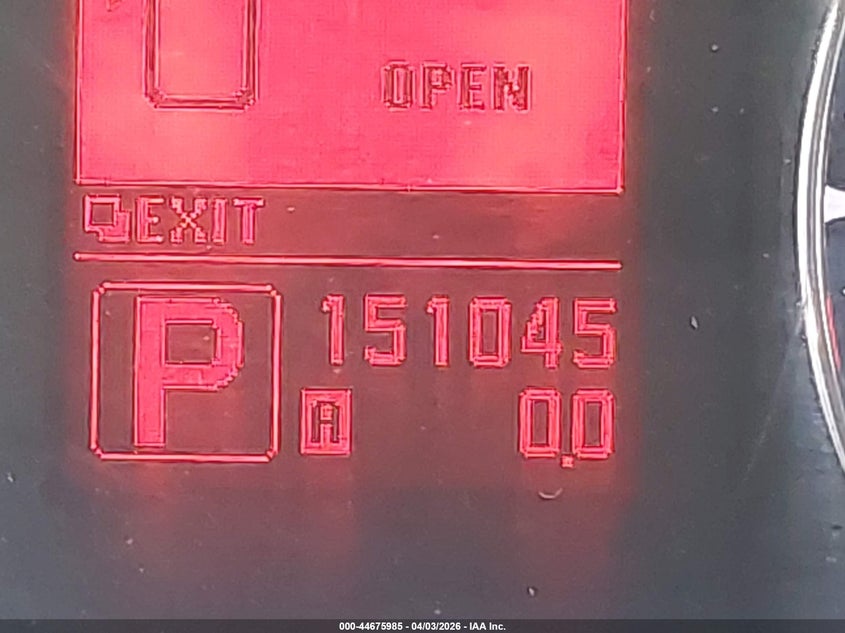 OPEN
EXIT
P
151045
A 0.0
000-44675985 - 04/03/2026 - IAA Inc.